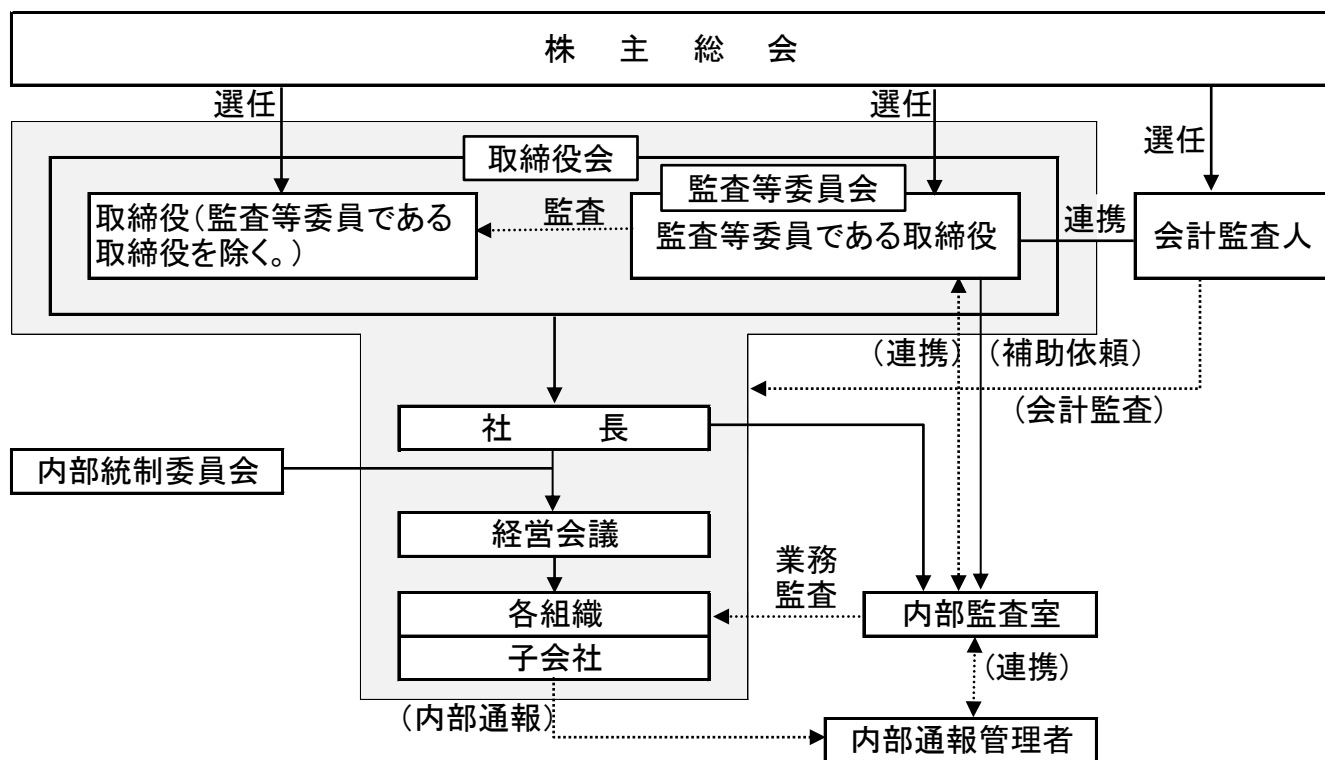 株 主 総 会
選任
選任
選任
取締役会
監査等委員会
取締役(監査等委員である
取締役を除く。)
監査
監査等委員である取締役
連携
会計監査人
(連携)
(補助依頼)
(会計監査)
社 長
内部統制委員会
経営会議
業務
監査
各組織
内部監査室
子会社
(連携)
(内部通報)
内部通報管理者